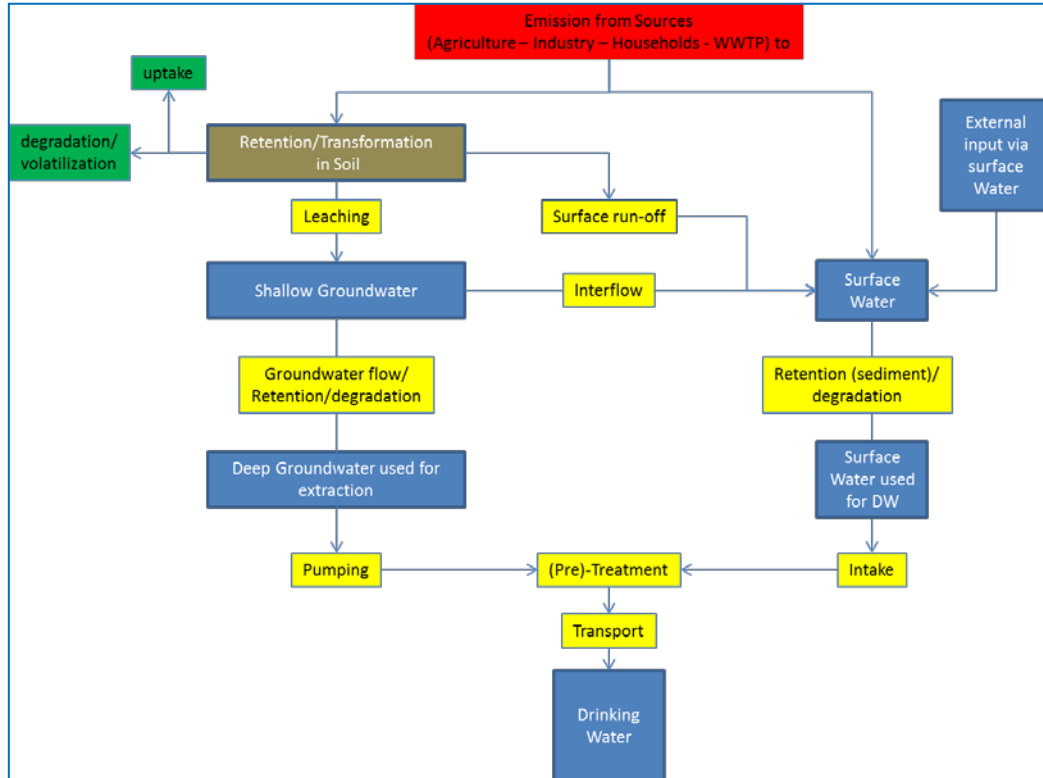 Emission from Sources
(Agriculture – Industry – Households - WWTP) to
uptake
degradation/
volatilization
Retention/Transformation
in Soil
External
input via
surface
Water
Leaching
Surface run-off
Shallow Groundwater
Interflow
Surface
Water
Groundwater flow/
Retention/degradation
Retention (sediment)/
degradation
Deep Groundwater used for
extraction
Surface
Water used
for DW
Pumping
(Pre)-Treatment
Intake
Transport
Drinking
Water